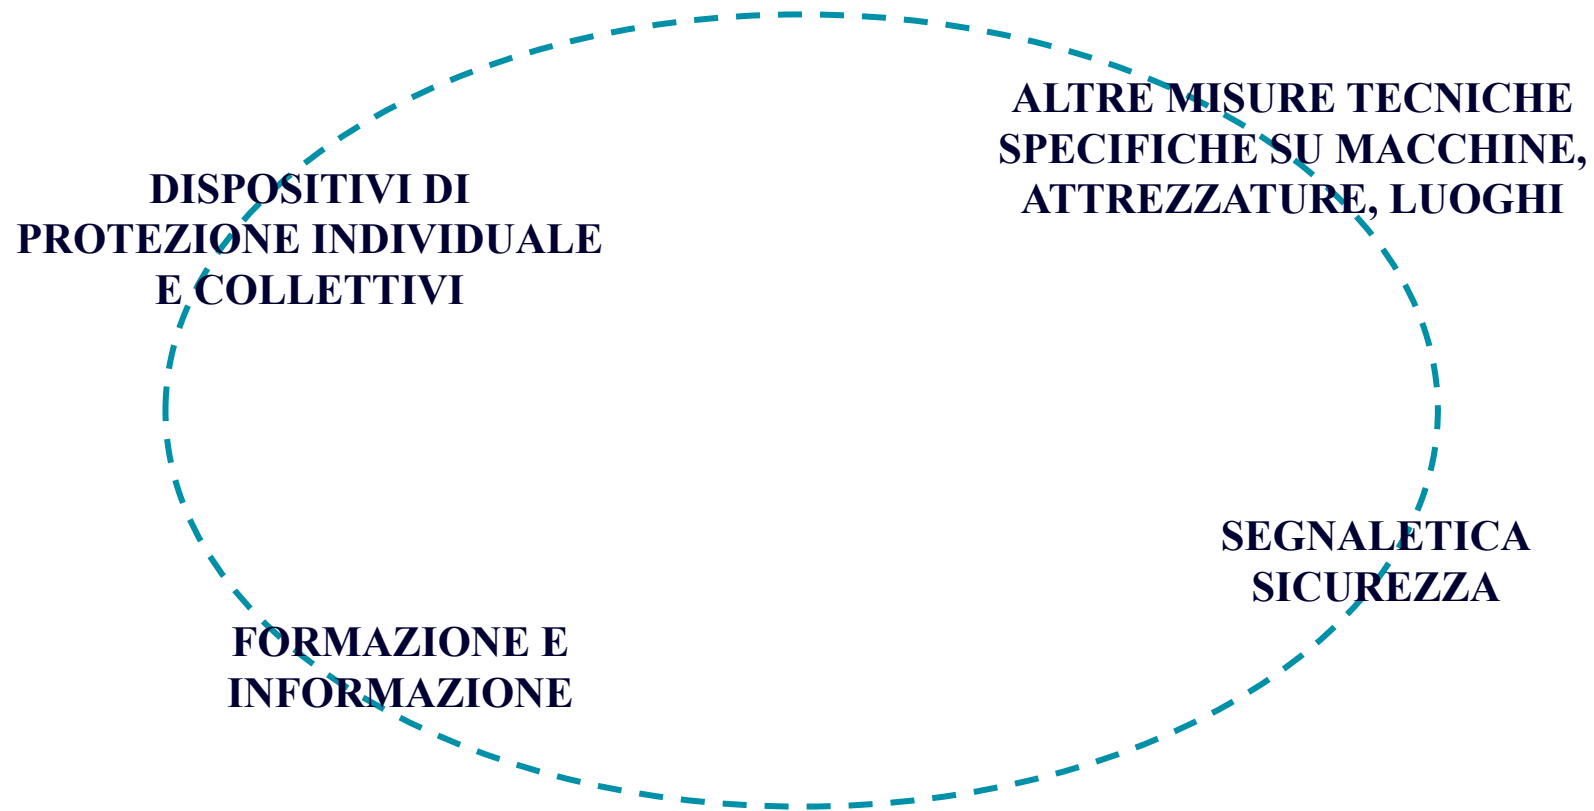 ALTRE MISURE TECNICHE
SPECIFICHE SU MACCHINE,
ATTREZZATURE, LUOGHI
DISPOSITIVI DI
PROTEZIONE INDIVIDUALE
E COLLETTIVI
SEGNALETICA
SICUREZZA
FORMAZIONE E
INFORMAZIONE